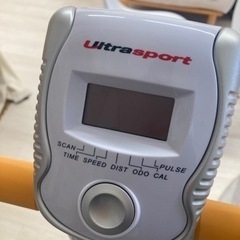 Ultrasport
SCAN PULSE
TIME SPEED DIST ODO CAL